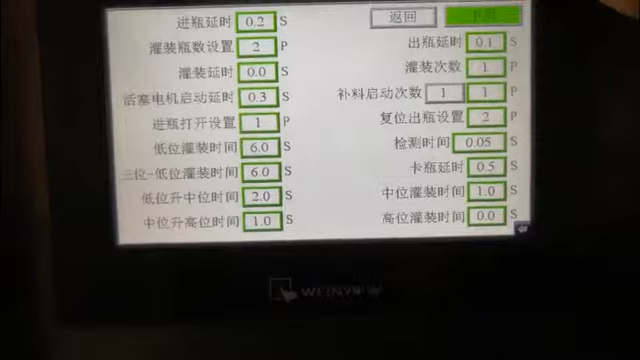 返回
进瓶延时 0.2 S 出瓶延时 0.1 S
灌装瓶数设置 2 P 灌装次数 1 P
灌装延时 0.0 S 补料启动次数 1 1 P
活塞电机启动延时 0.3 S 复位出瓶设置 2 P
进瓶打开设置 1 P 检测时间 0.05 S
低位灌装时间 6.0 S 卡瓶延时 0.5 S
三位-低位灌装时间 6.0 S 中位灌装时间 1.0 S
低位升中位时间 2.0 S 高位灌装时间 0.0 S
中位升高位时间 1.0 S
WEINVIEW